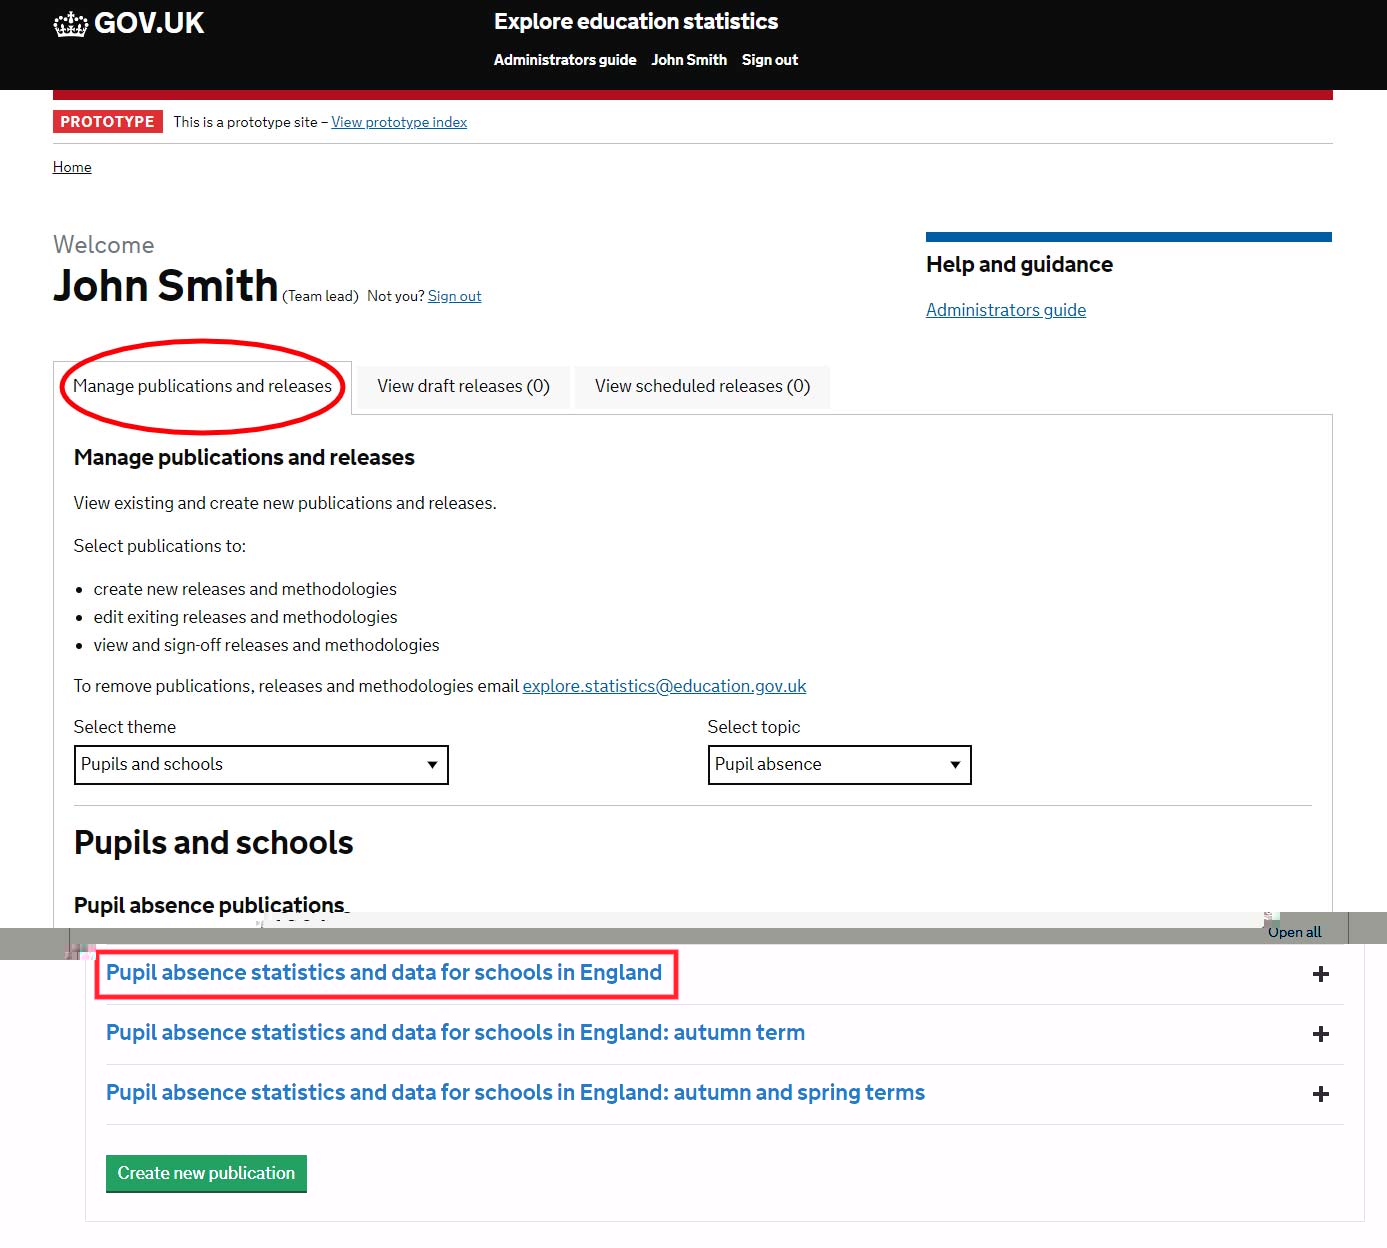 GOV.UK
Explore education statistics
Administrators guide John Smith Sign out
PROTOTYPE This is a prototype site – View prototype index
Home
Welcome
John Smith (Team lead) Not you? Sign out
Help and guidance
Administrators guide
Manage publications and releases View draft releases (0) View scheduled releases (0)
Manage publications and releases
View existing and create new publications and releases.
Select publications to:
• create new releases and methodologies
• edit exiting releases and methodologies
• view and sign-off releases and methodologies
To remove publications, releases and methodologies email explore.statistics@education.gov.uk
Select theme Select topic
Pupils and schools Pupil absence
Pupils and schools
Pupil absence publications
Open all
Pupil absence statistics and data for schools in England +
Pupil absence statistics and data for schools in England: autumn term +
Pupil absence statistics and data for schools in England: autumn and spring terms +
Create new publication